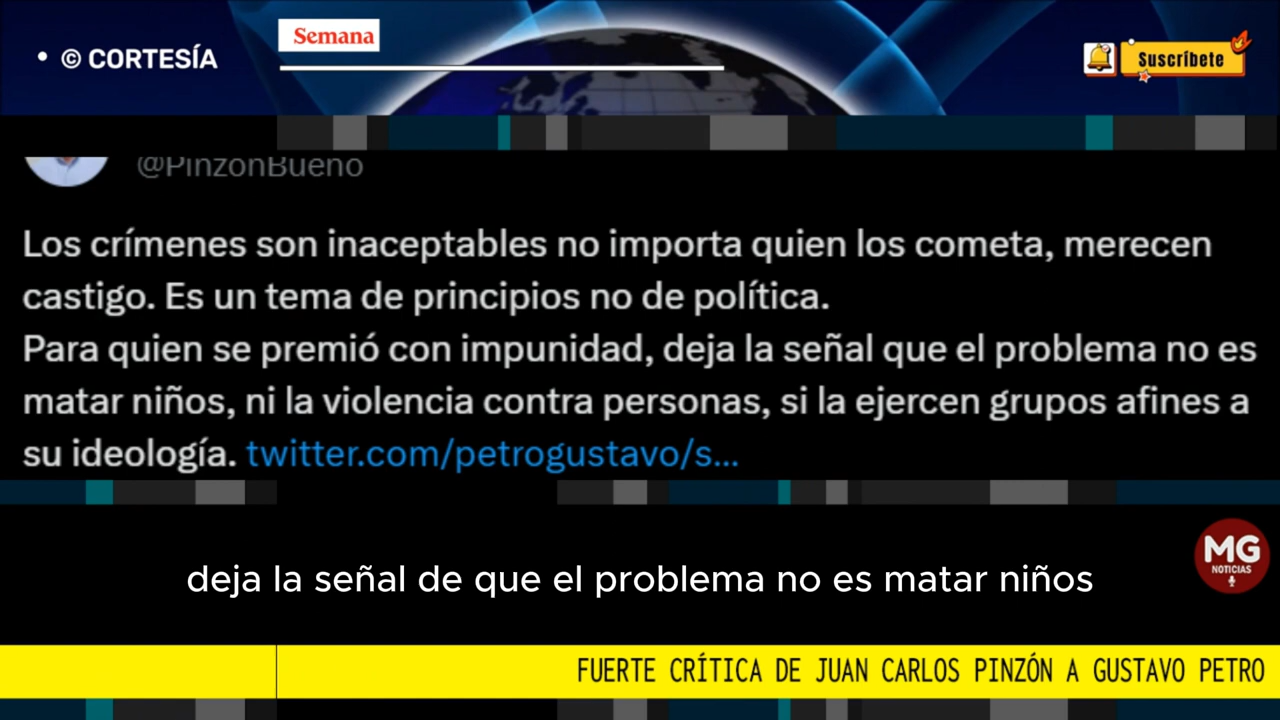 Semana
• © CORTESÍA
Suscríbete
@PinzonBueno
Los crímenes son inaceptables no importa quien los cometa, merecen
castigo. Es un tema de principios no de política.
Para quien se premió con impunidad, deja la señal que el problema no es
matar niños, ni la violencia contra personas, si la ejercen grupos afines a
su ideología. twitter.com/petrogustavo/s...
MG
NOTICIAS
deja la señal de que el problema no es matar niños
FUERTE CRÍTICA DE JUAN CARLOS PINZÓN A GUSTAVO PETRO